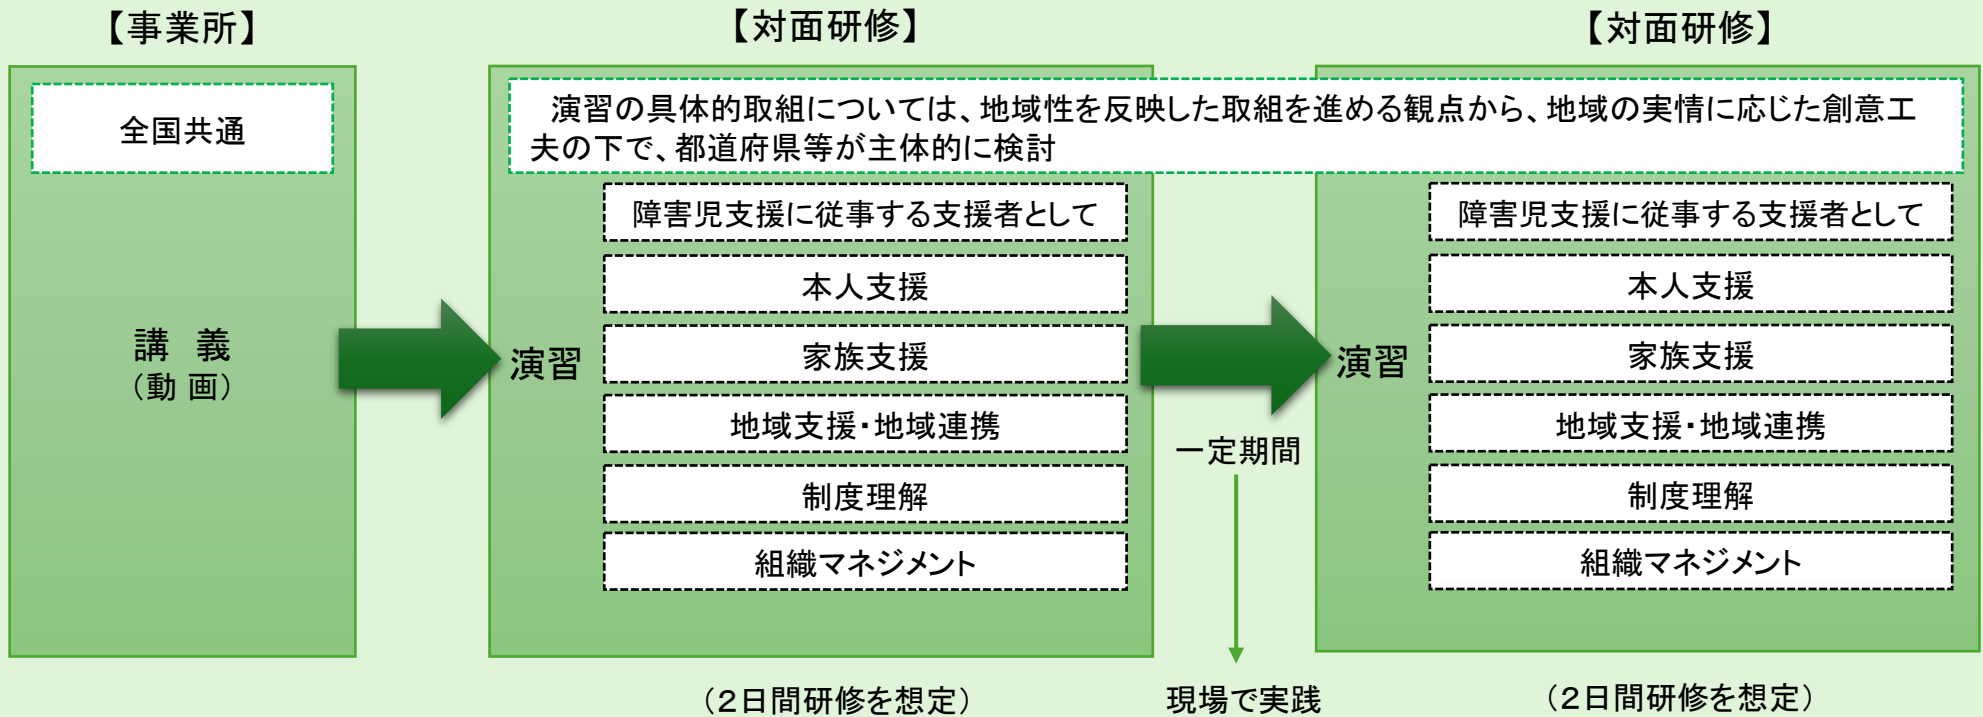 【事業所】
全国共通
講　義
（動 画）
【対面研修】
演習の具体的取組については、地域性を反映した取組を進める観点から、地域の実情に応じた創意工
夫の下で、都道府県等が主体的に検討
演習
障害児支援に従事する支援者として
本人支援
家族支援
地域支援・地域連携
制度理解
組織マネジメント
（２日間研修を想定）
一定期間
現場で実践
【対面研修】
演習
障害児支援に従事する支援者として
本人支援
家族支援
地域支援・地域連携
制度理解
組織マネジメント
（２日間研修を想定）